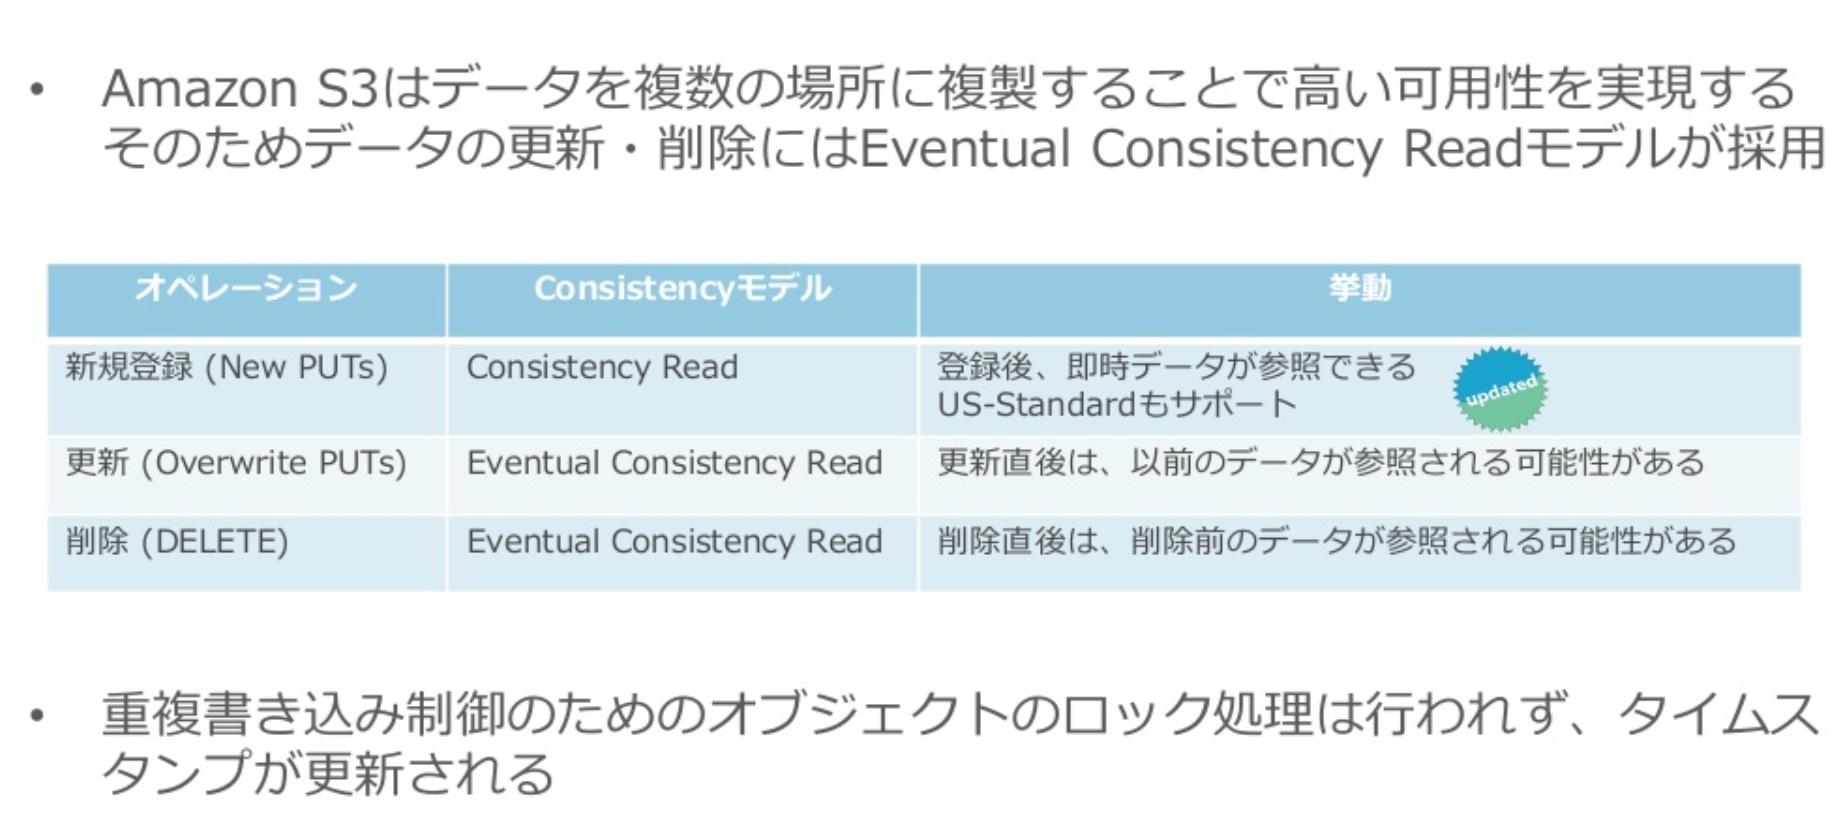 • Amazon S3はデータを複数の場所に複製することで高い可用性を実現する
そのためデータの更新・削除にはEventual Consistency Readモデルが採用
オペレーション Consistencyモデル 挙動
新規登録 (New PUTs) Consistency Read 登録後、即時データが参照できる
US-Standardもサポート
updated
更新 (Overwrite PUTs) Eventual Consistency Read 更新直後は、以前のデータが参照される可能性がある
削除 (DELETE) Eventual Consistency Read 削除直後は、削除前のデータが参照される可能性がある
• 重複書き込み制御のためのオブジェクトのロック処理は行われず、タイムス
タンプが更新される